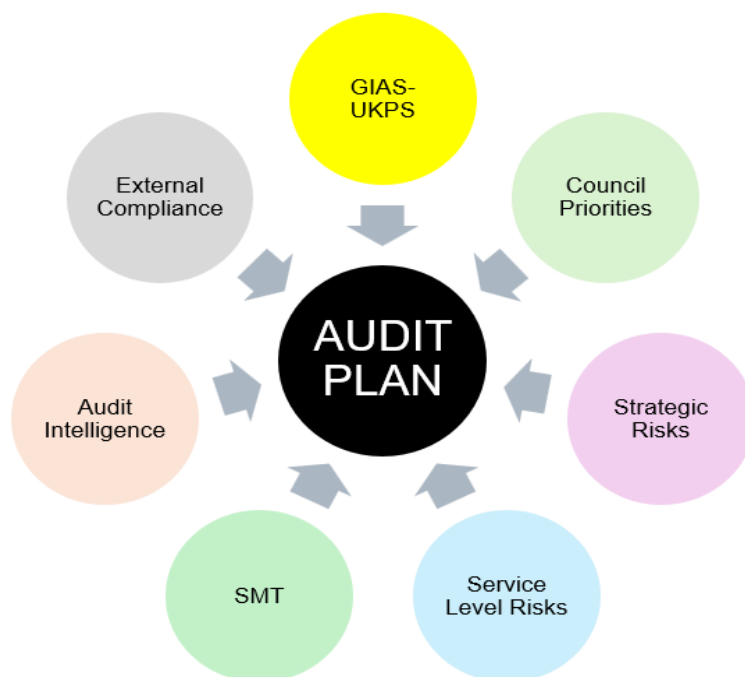 GIAS-
UKPS
External
Compliance
Council
Priorities
AUDIT
PLAN
Audit
Intelligence
Strategic
Risks
SMT
Service
Level Risks